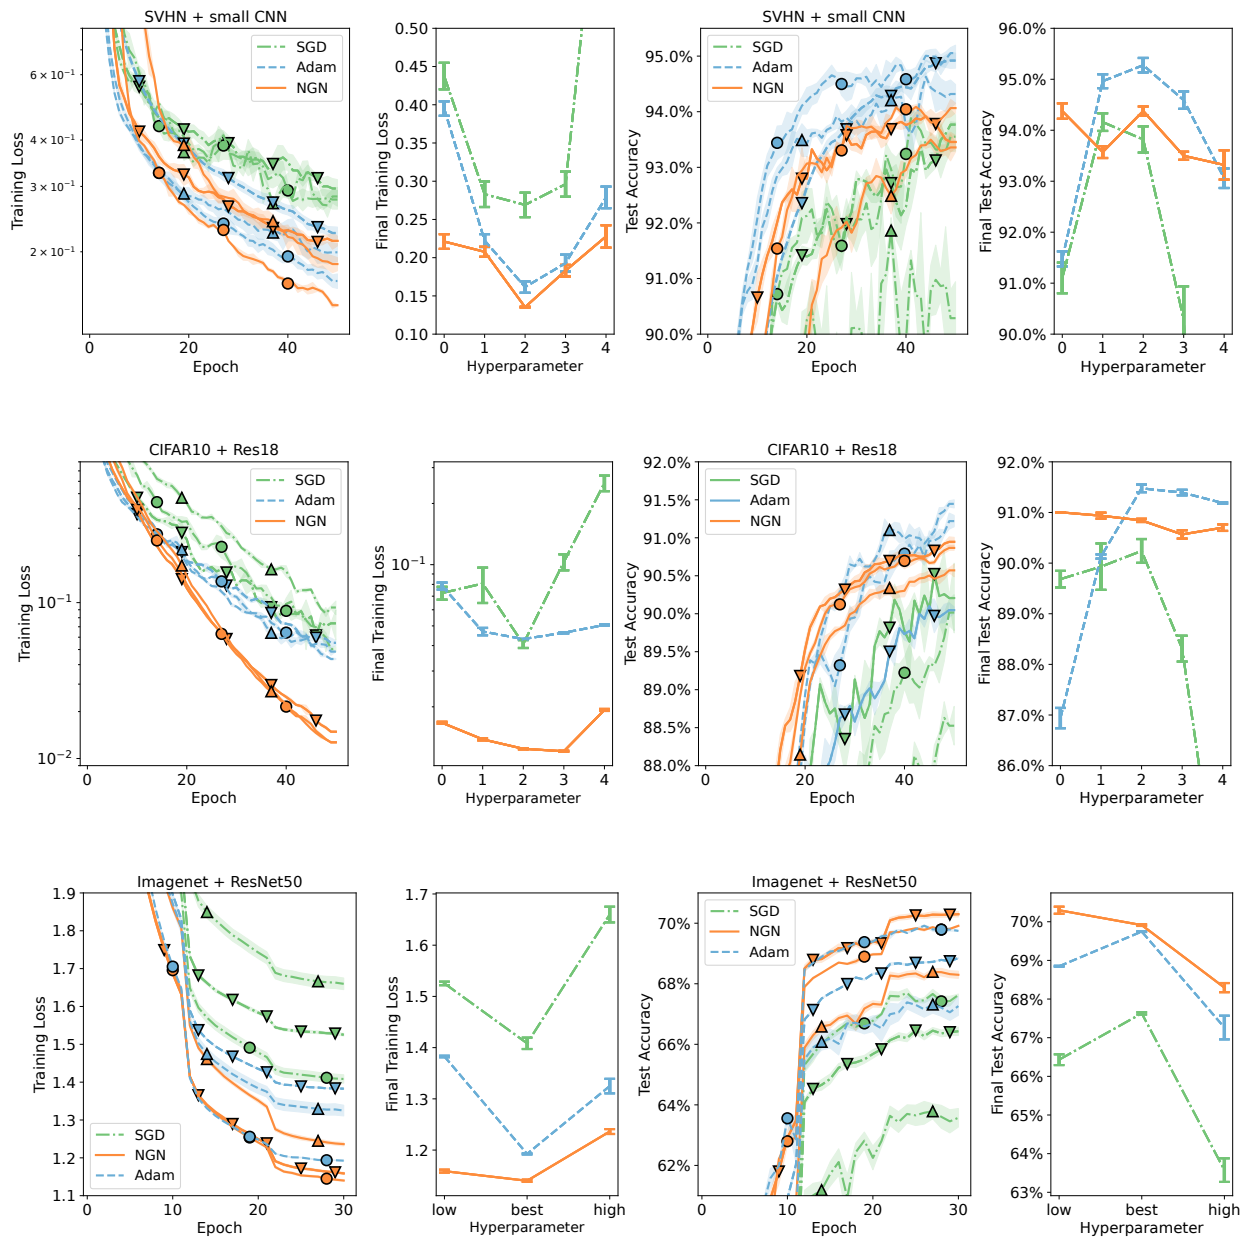 SVHN + small CNN
Training Loss
6 × 10⁻¹
4 × 10⁻¹
3 × 10⁻¹
2 × 10⁻¹
SGD
Adam
NGN
0 20 40
Epoch
Final Training Loss
0.50
0.45
0.40
0.35
0.30
0.25
0.20
0.15
0.10
0 1 2 3 4
Hyperparameter
SVHN + small CNN
Test Accuracy
95.0%
94.0%
93.0%
92.0%
91.0%
90.0%
SGD
Adam
NGN
0 20 40
Epoch
Final Test Accuracy
96.0%
95.0%
94.0%
93.0%
92.0%
91.0%
90.0%
0 1 2 3 4
Hyperparameter
CIFAR10 + Res18
Training Loss
10⁻¹
10⁻²
SGD
Adam
NGN
0 20 40
Epoch
Final Training Loss
10⁻¹
0 1 2 3 4
Hyperparameter
CIFAR10 + Res18
Test Accuracy
92.0%
91.5%
91.0%
90.5%
90.0%
89.5%
89.0%
88.5%
88.0%
SGD
Adam
NGN
0 20 40
Epoch
Final Test Accuracy
92.0%
91.0%
90.0%
89.0%
88.0%
87.0%
86.0%
0 1 2 3 4
Hyperparameter
Imagenet + ResNet50
Training Loss
1.9
1.8
1.7
1.6
1.5
1.4
1.3
1.2
1.1
SGD
NGN
Adam
0 10 20 30
Epoch
Final Training Loss
1.7
1.6
1.5
1.4
1.3
1.2
low best high
Hyperparameter
Imagenet + ResNet50
Test Accuracy
70%
68%
66%
64%
62%
SGD
NGN
Adam
0 10 20 30
Epoch
Final Test Accuracy
70%
69%
68%
67%
66%
65%
64%
63%
low best high
Hyperparameter